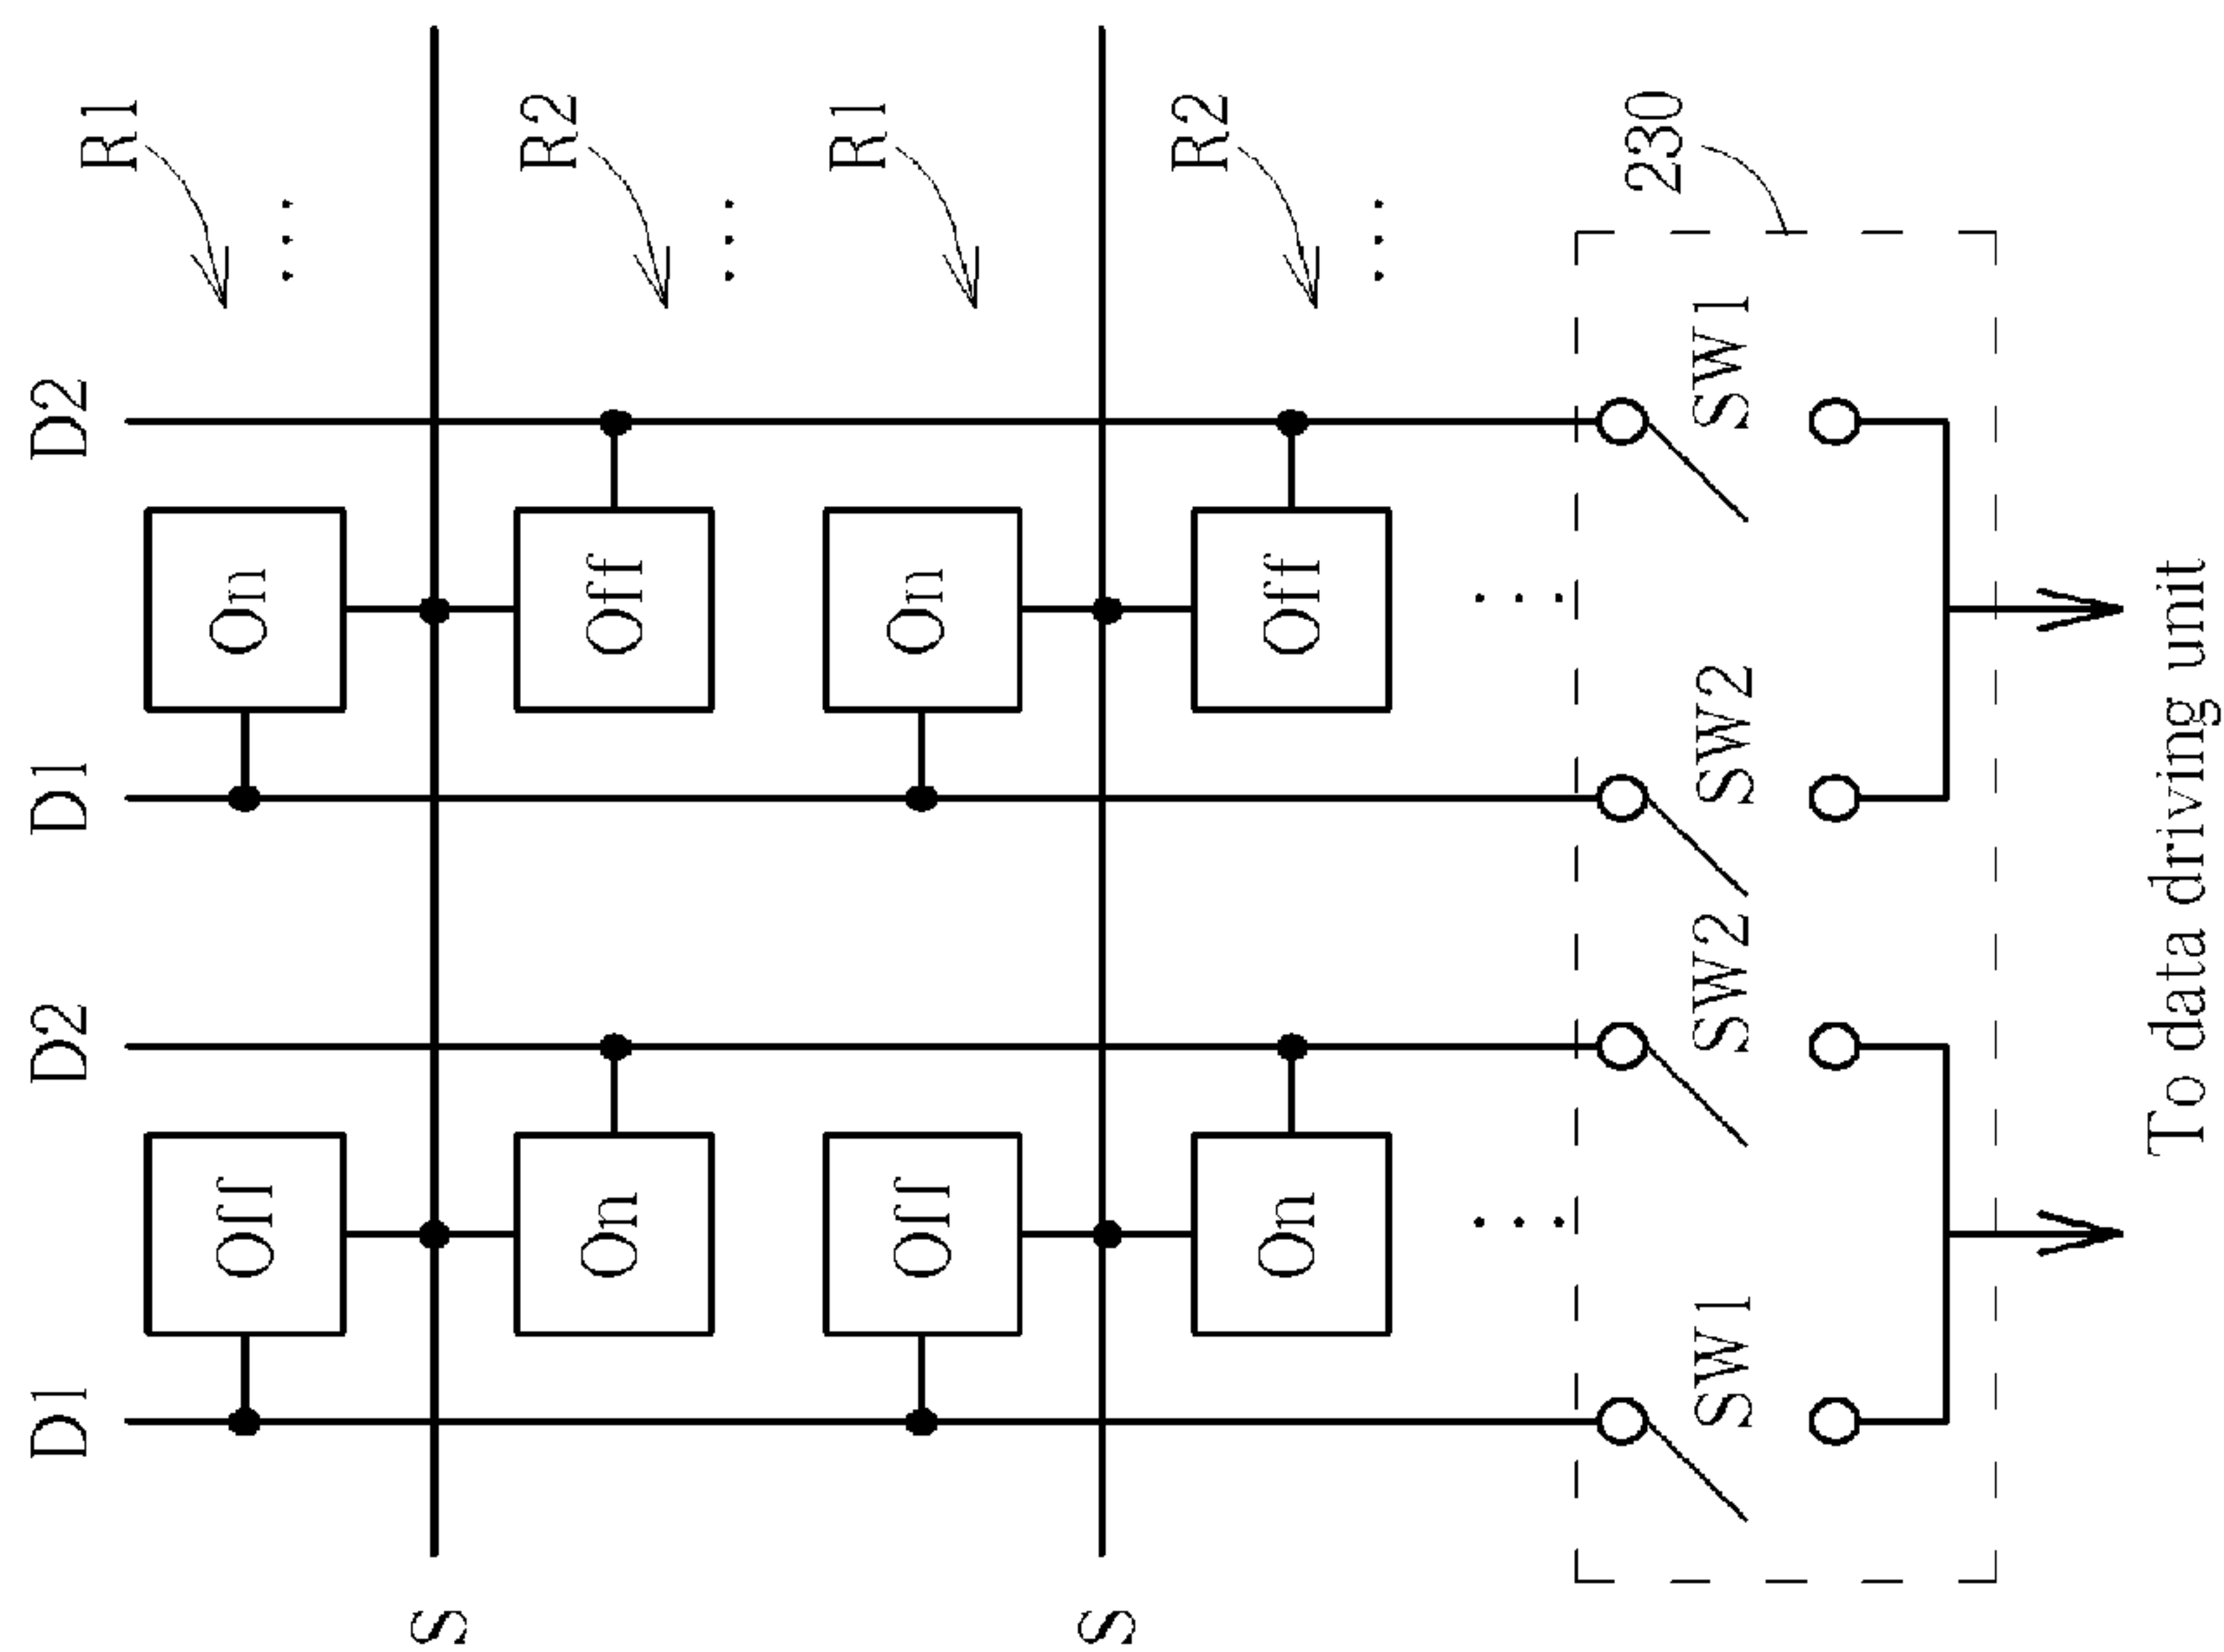 D1 D2 D1 D2
R1
Off On
S
R2
On Off
R1
Off On
S
R2
On Off
230
SW1 SW2 SW2 SW1
To data driving unit